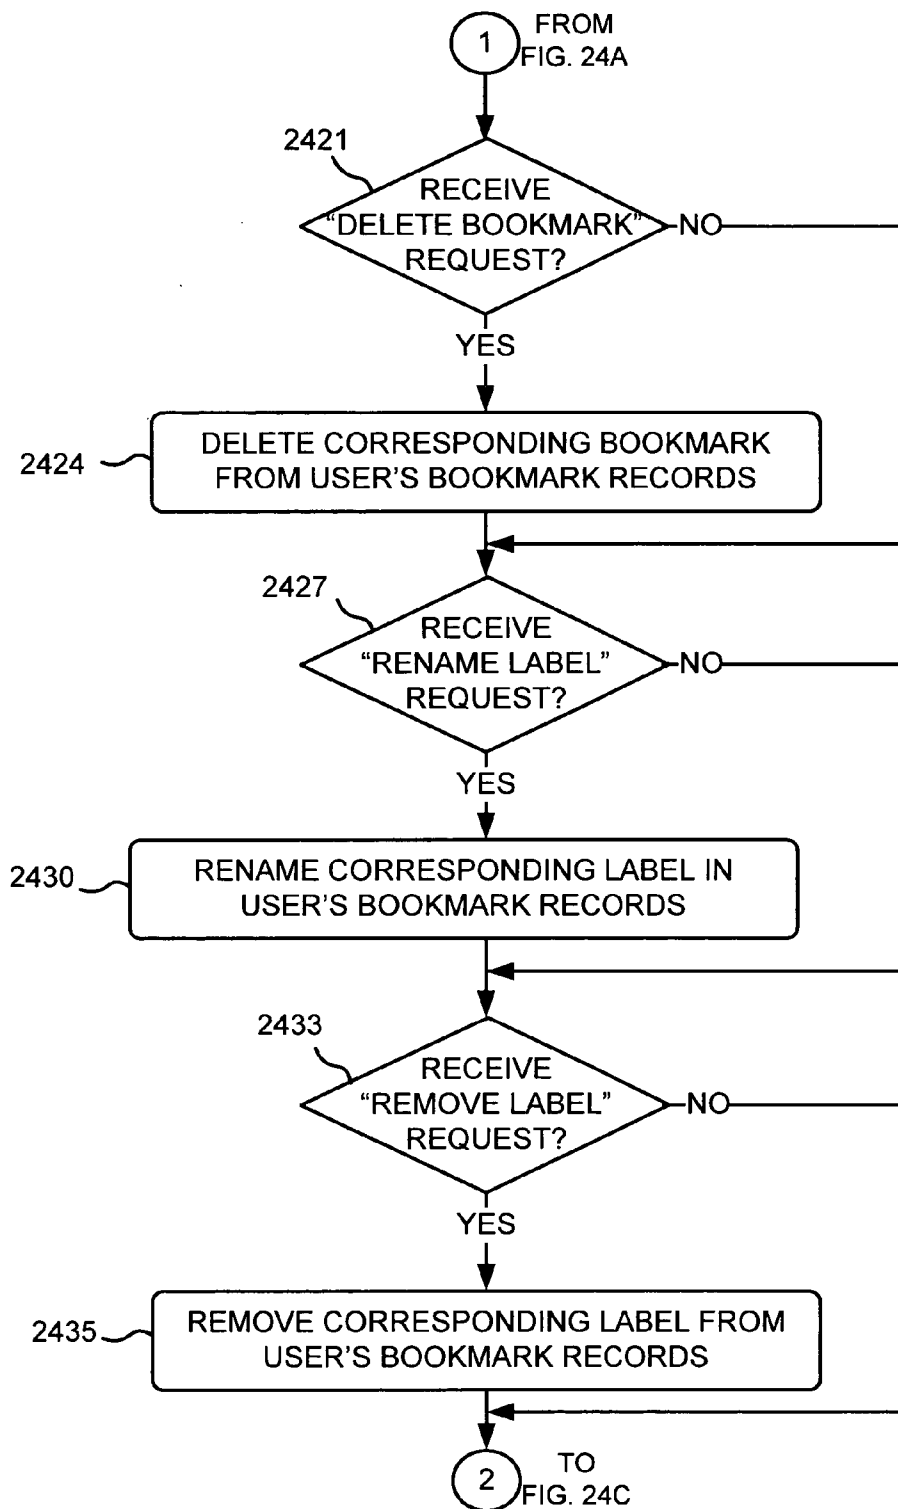 1
FROM
FIG. 24A
2421
RECEIVE
“DELETE BOOKMARK”
REQUEST?
NO
YES
2424
DELETE CORRESPONDING BOOKMARK
FROM USER’S BOOKMARK RECORDS
2427
RECEIVE
“RENAME LABEL”
REQUEST?
NO
YES
2430
RENAME CORRESPONDING LABEL IN
USER’S BOOKMARK RECORDS
2433
RECEIVE
“REMOVE LABEL”
REQUEST?
NO
YES
2435
REMOVE CORRESPONDING LABEL FROM
USER’S BOOKMARK RECORDS
2
TO
FIG. 24C